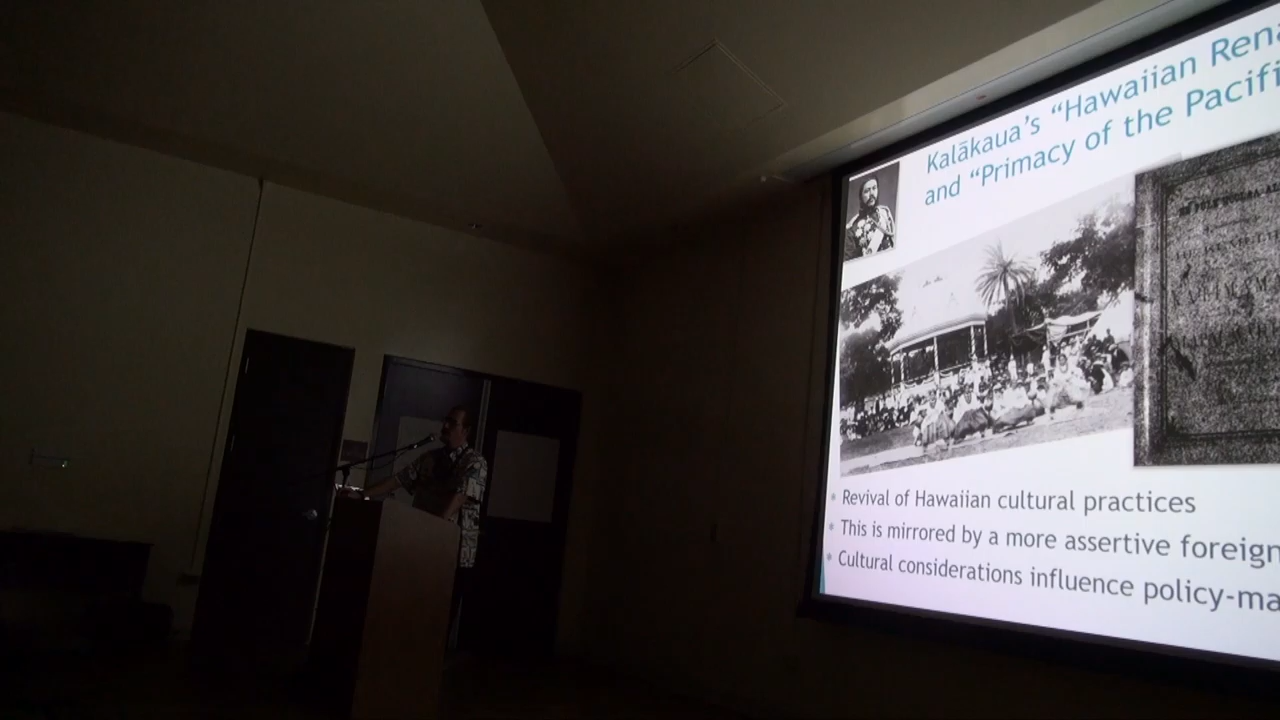 Kalākaua's “Hawaiian Rena
and “Primacy of the Pacifi
Revival of Hawaiian cultural practices
This is mirrored by a more assertive foreign
Cultural considerations influence policy-ma